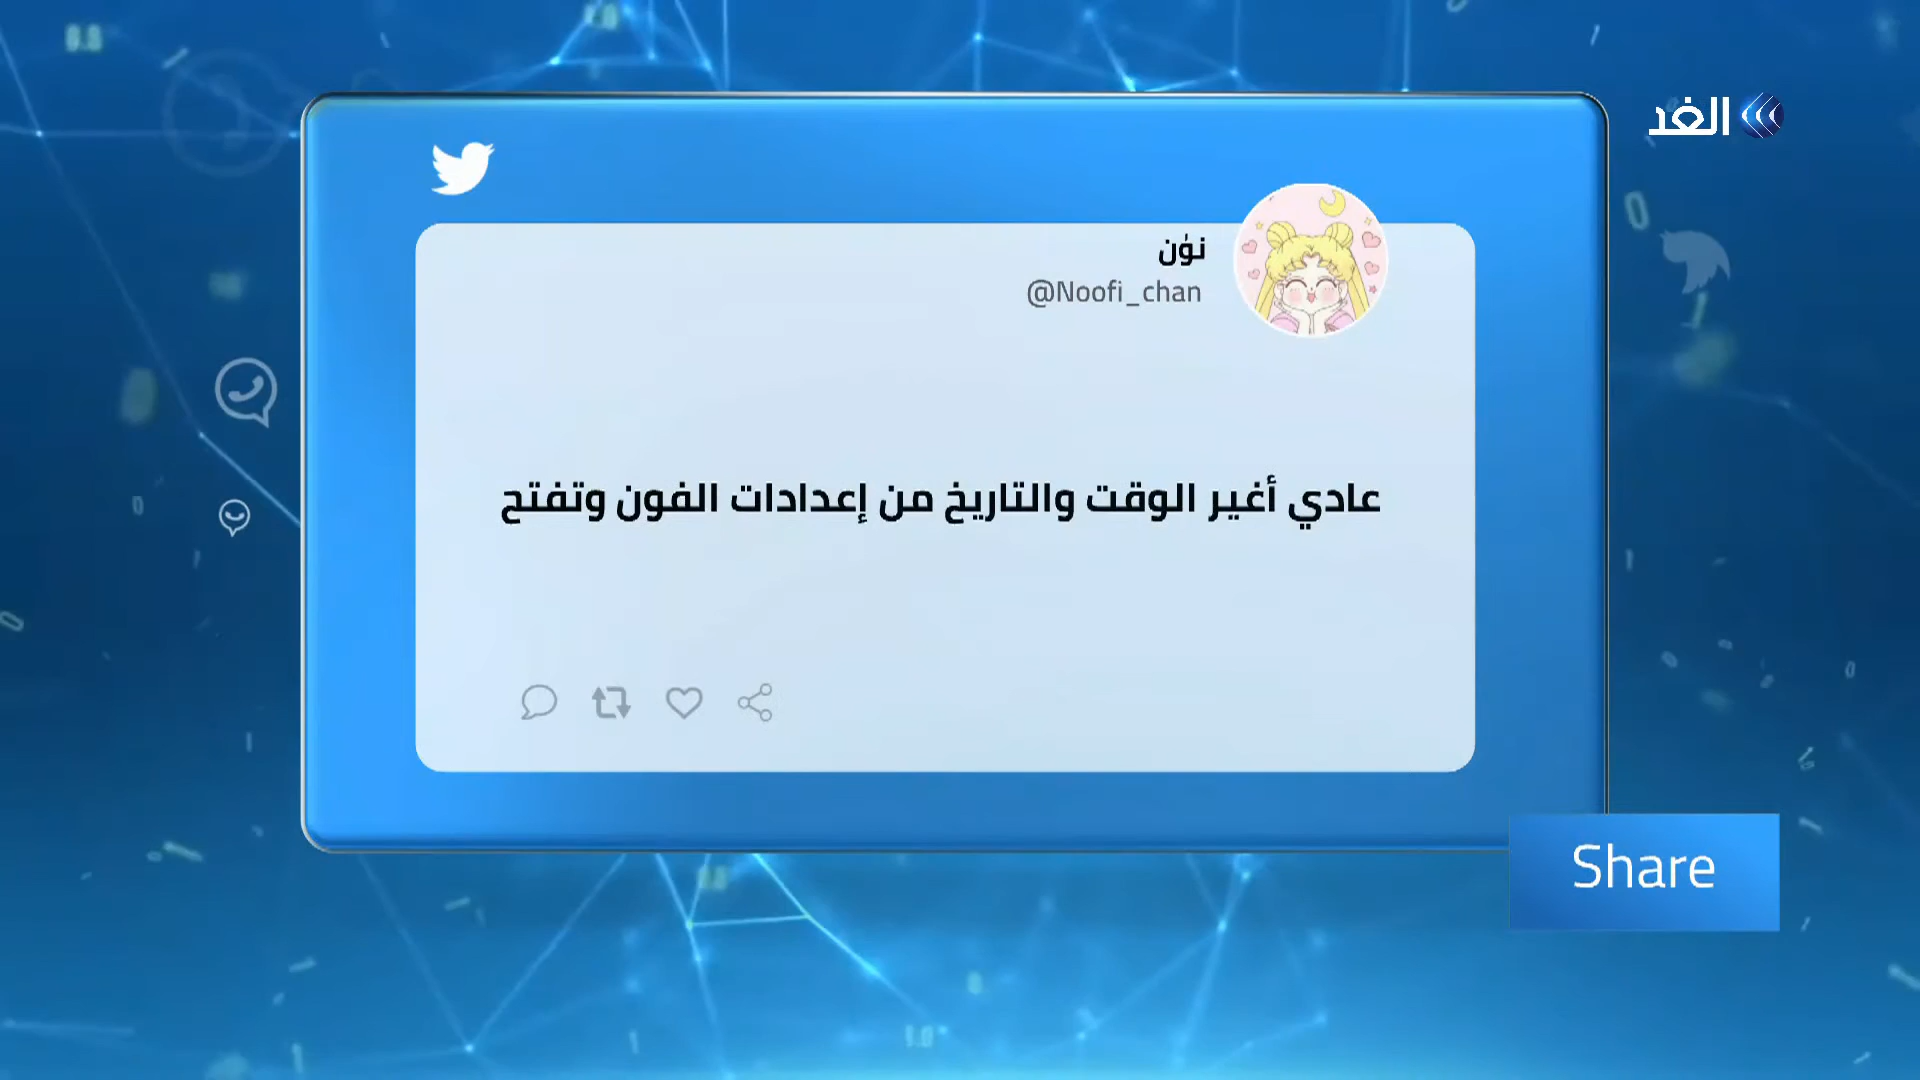 الغد
نوٰن
@Noofi_chan
عادي أغير الوقت والتاريخ من إعدادات الفون وتفتح
Share